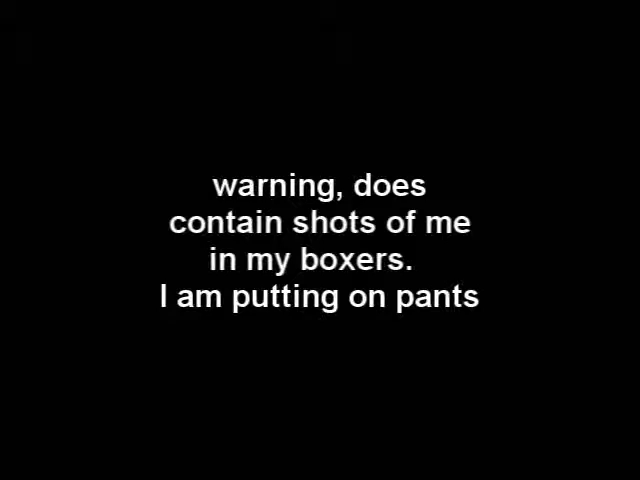 warning, does
contain shots of me
in my boxers.
I am putting on pants